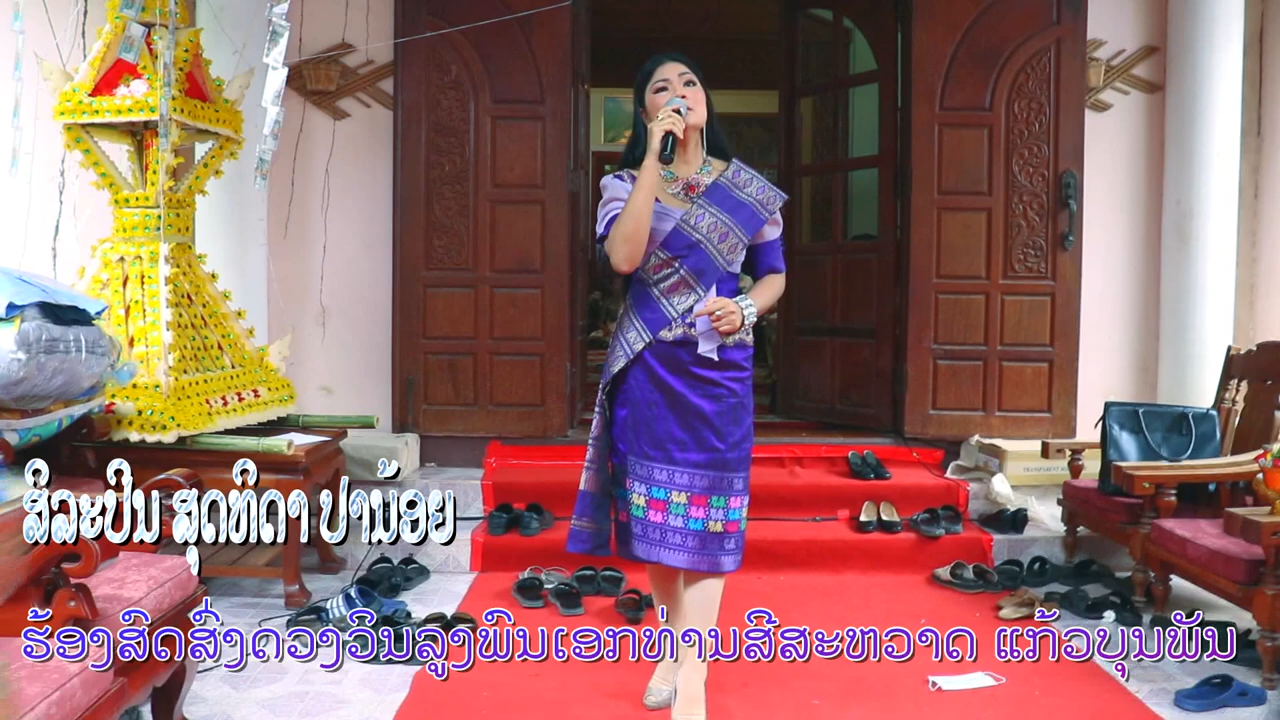 ສິລະປິນ ສຸດທິດາ ປານ້ອຍ
ຮ້ອງສົດສົ່ງດວງວິນລູງພົນເອກທ່ານສີສະຫວາດ ແກ້ວບຸນພັນ
TRANSPARENT